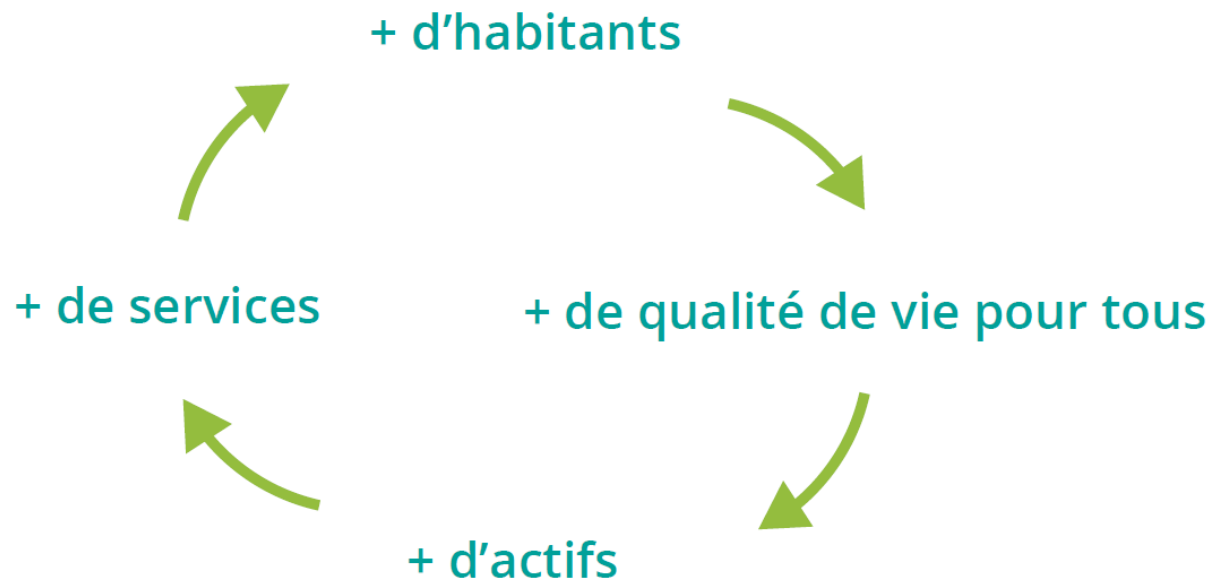 + d’habitants
+ de services
+ de qualité de vie pour tous
+ d’actifs